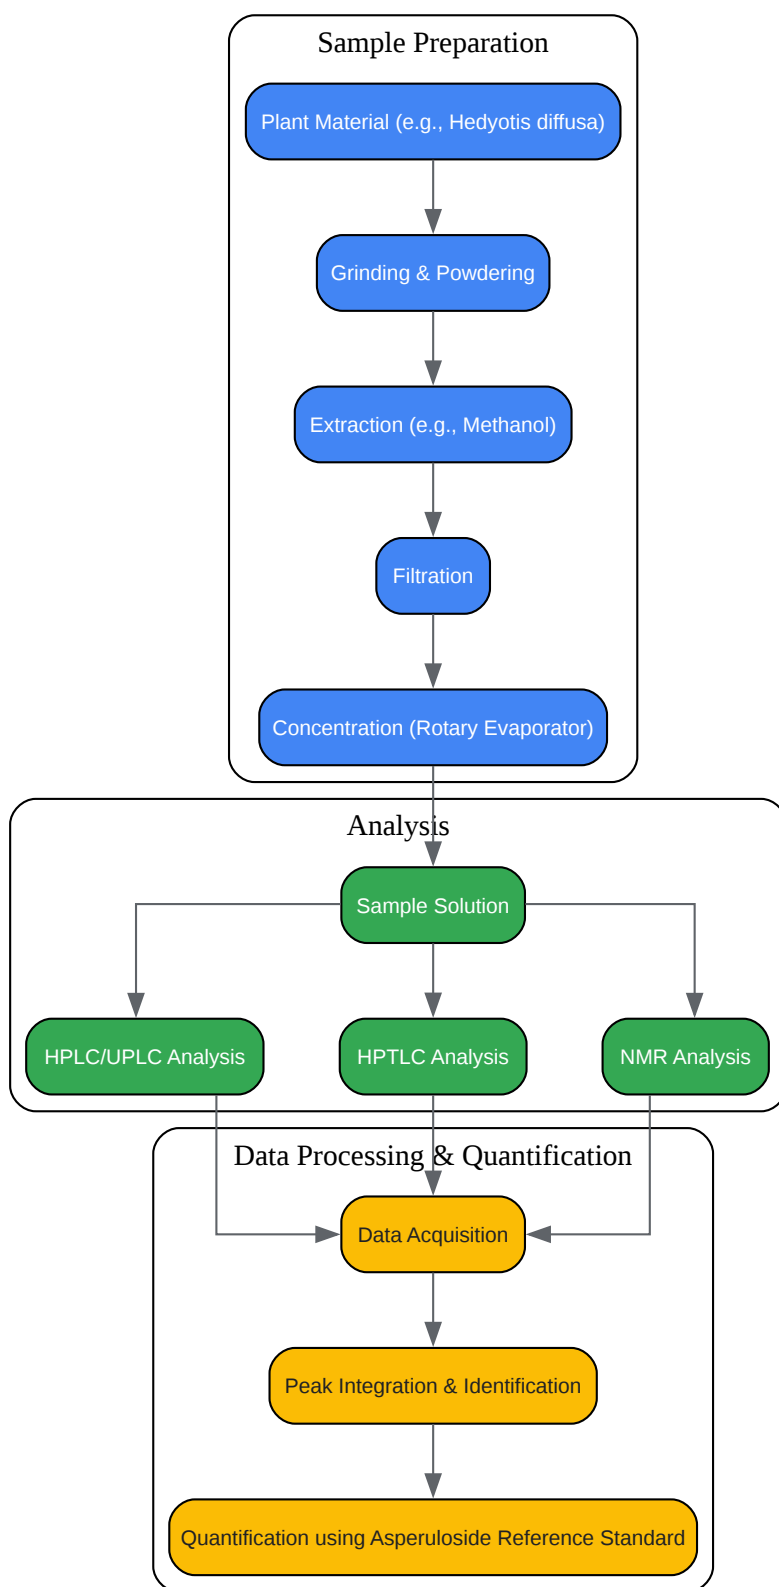 Sample Preparation
Plant Material (e.g., Hedyotis diffusa)
Grinding & Powdering
Extraction (e.g., Methanol)
Filtration
Concentration (Rotary Evaporator)
Analysis
Sample Solution
HPLC/UPLC Analysis
HPTLC Analysis
NMR Analysis
Data Processing & Quantification
Data Acquisition
Peak Integration & Identification
Quantification using Asperuloside Reference Standard